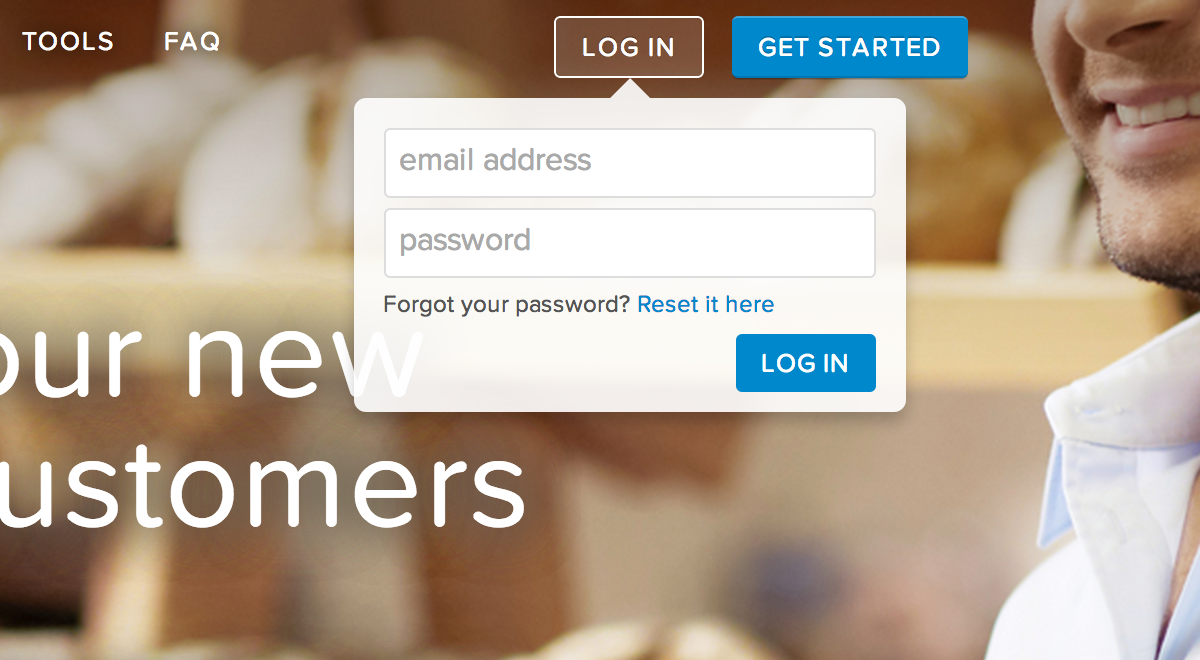 TOOLS FAQ LOG IN GET STARTED
email address
password
Forgot your password? Reset it here
LOG IN
our new
ustomers